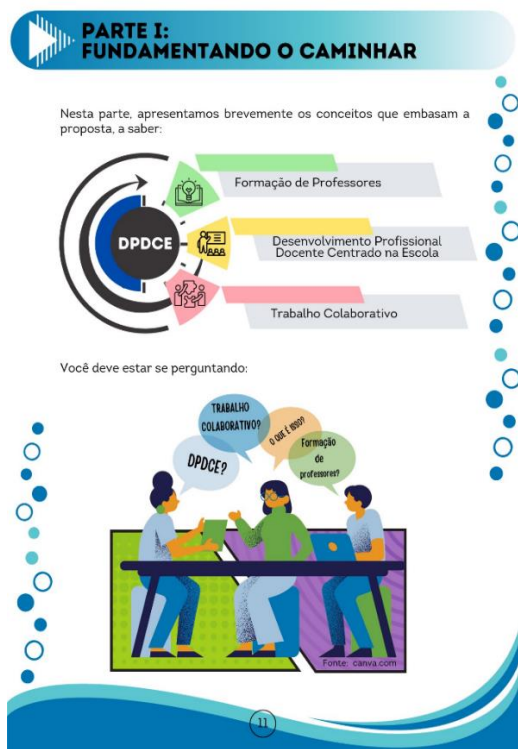 PARTE I:
FUNDAMENTANDO O CAMINHAR
Nesta parte, apresentamos brevemente os conceitos que embasam a
proposta, a saber:
Formação de Professores
DPDCE
Desenvolvimento Profissional
Docente Centrado na Escola
Trabalho Colaborativo
Você deve estar se perguntando:
TRABALHO
COLABORATIVO?
O QUE É ISSO?
Formação
de
professores?
DPDCE?
Fonte: canva.com
11